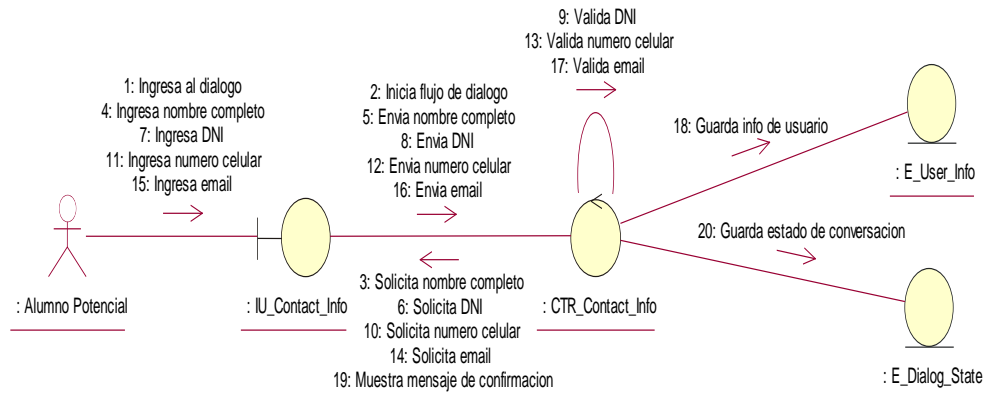 9: Valida DNI
13: Valida numero celular
17: Valida email
1: Ingresa al dialogo
4: Ingresa nombre completo
7: Ingresa DNI
11: Ingresa numero celular
15: Ingresa email
2: Inicia flujo de dialogo
5: Envia nombre completo
8: Envia DNI
12: Envia numero celular
16: Envia email
18: Guarda info de usuario
: E_User_Info
20: Guarda estado de conversacion
: Alumno Potencial
: IU_Contact_Info
3: Solicita nombre completo
6: Solicita DNI
10: Solicita numero celular
14: Solicita email
19: Muestra mensaje de confirmacion
: CTR_Contact_Info
: E_Dialog_State